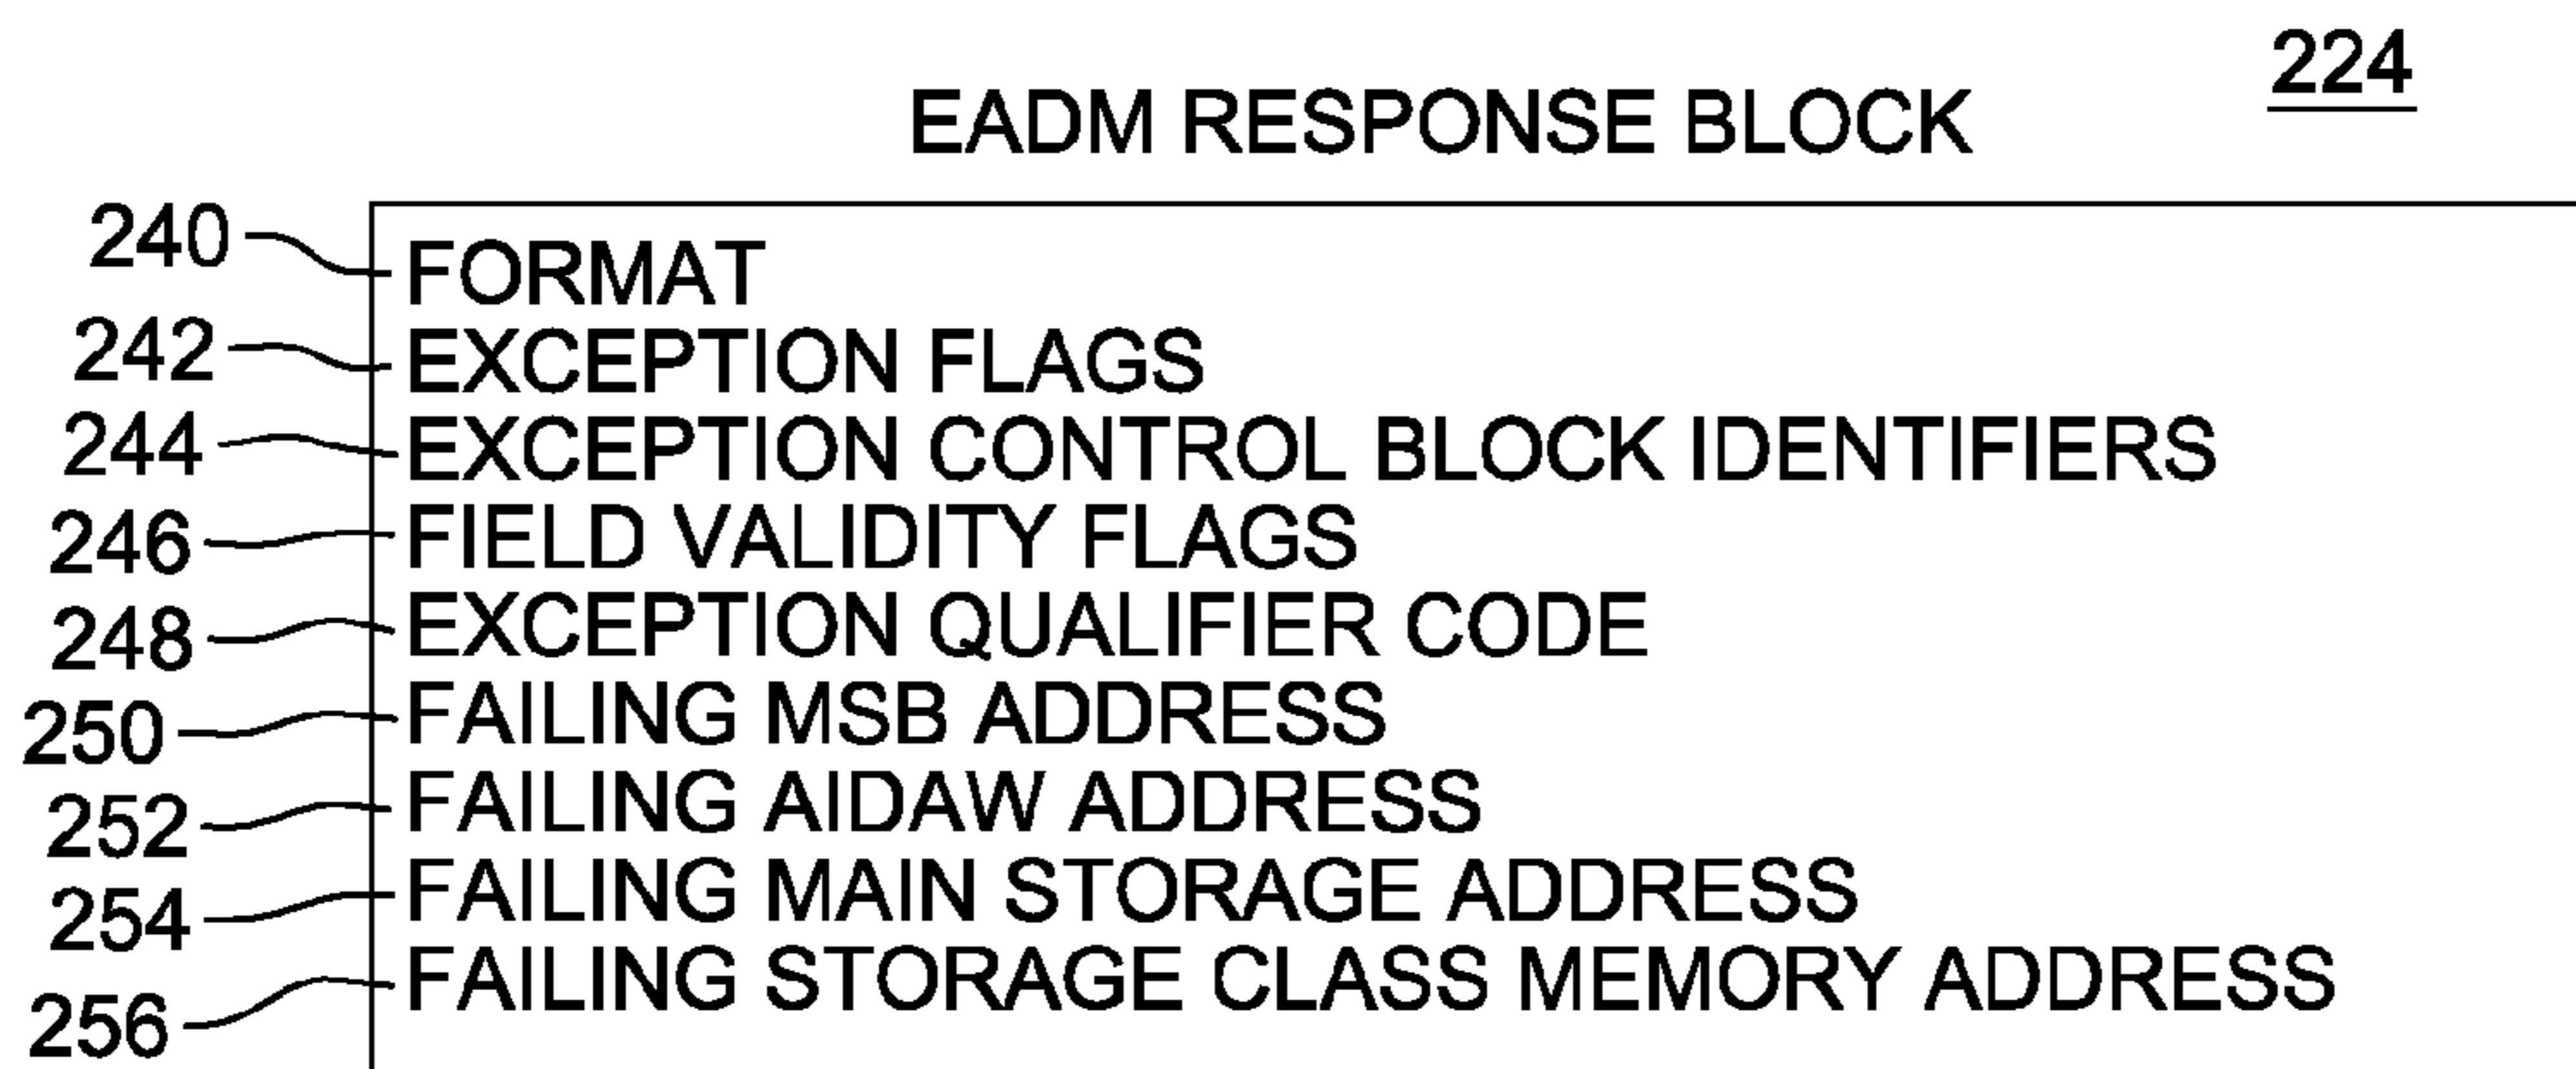 224
EADM RESPONSE BLOCK
240 FORMAT
242 EXCEPTION FLAGS
244 EXCEPTION CONTROL BLOCK IDENTIFIERS
246 FIELD VALIDITY FLAGS
248 EXCEPTION QUALIFIER CODE
250 FAILING MSB ADDRESS
252 FAILING AIDAW ADDRESS
254 FAILING MAIN STORAGE ADDRESS
256 FAILING STORAGE CLASS MEMORY ADDRESS